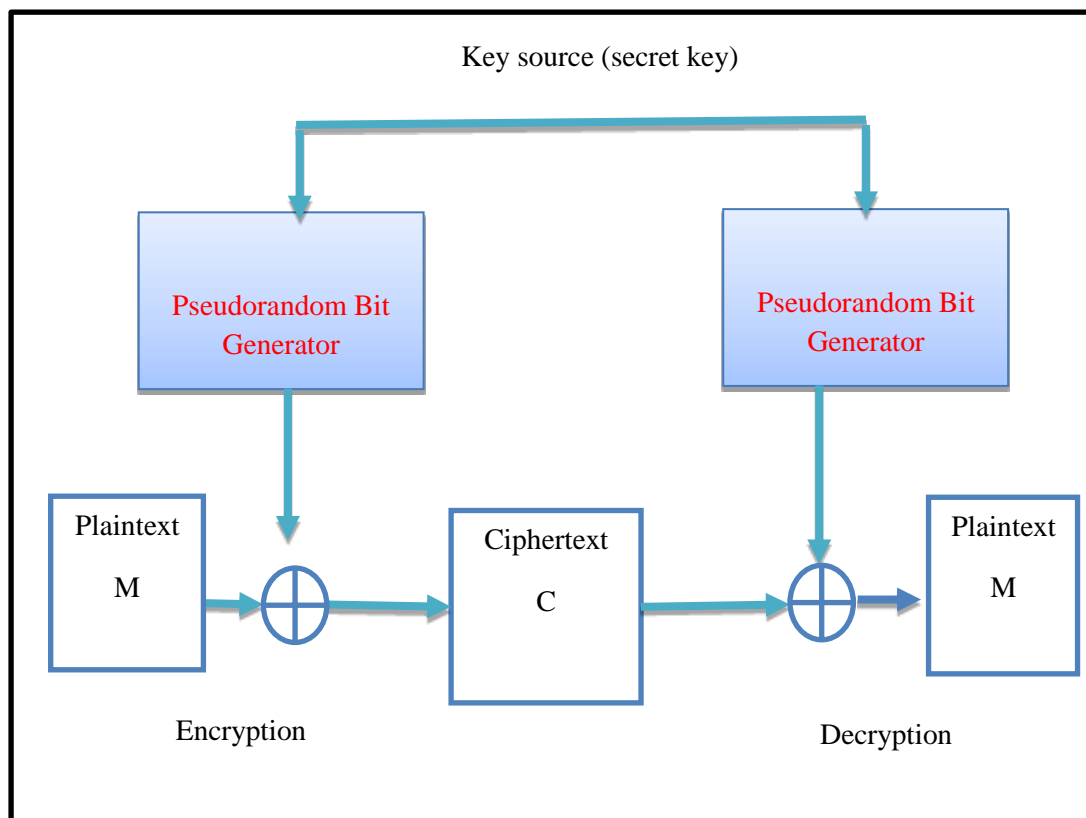 Key source (secret key)
Pseudorandom Bit
Generator
Pseudorandom Bit
Generator
Plaintext
M
Ciphertext
C
Plaintext
M
Encryption
Decryption